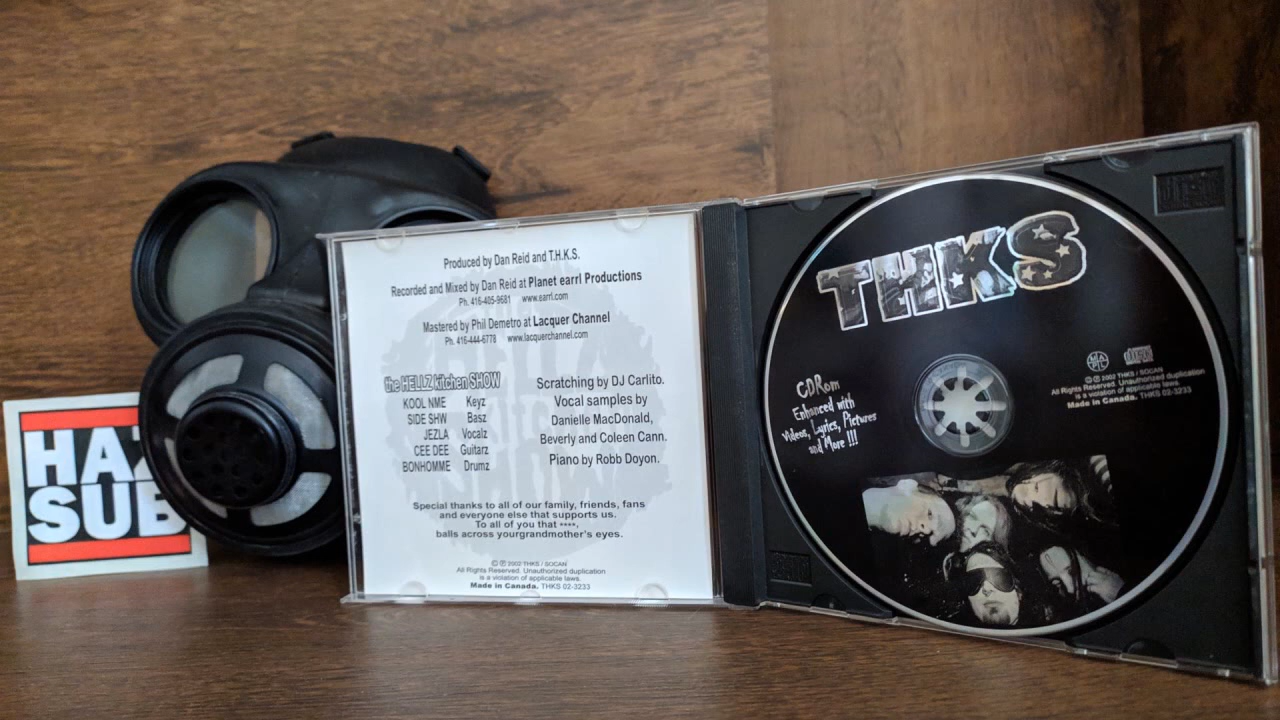 HAZ
SUB
Produced by Dan Reid and T.H.K.S.
Recorded and Mixed by Dan Reid at Planet earrl Productions
Ph. 416-405-9681 www.earrl.com
Mastered by Phil Demetro at Lacquer Channel
Ph. 416-444-6778 www.lacquerchannel.com
the HELLZ kitchen SHOW
KOOL NME Keyz
SIDE SHW Basz
JEZLA Vocalz
CEE DEE Guitarz
BONHOMME Drumz
Scratching by DJ Carlito.
Vocal samples by
Danielle MacDonald,
Beverly and Coleen Cann.
Piano by Robb Doyon.
Special thanks to all of our family, friends, fans
and everyone else that supports us.
To all of you that ****,
balls across yourgrandmother's eyes.
©℗ 2002 THKS / SOCAN
All Rights Reserved. Unauthorized duplication
is a violation of applicable laws.
Made in Canada. THKS 02-3233
THKS
CDRom
Enhanced with
Videos, Lyrics, Pictures
and More !!!
©℗ 2002 THKS / SOCAN
All Rights Reserved. Unauthorized duplication
is a violation of applicable laws.
Made in Canada. THKS 02-3233